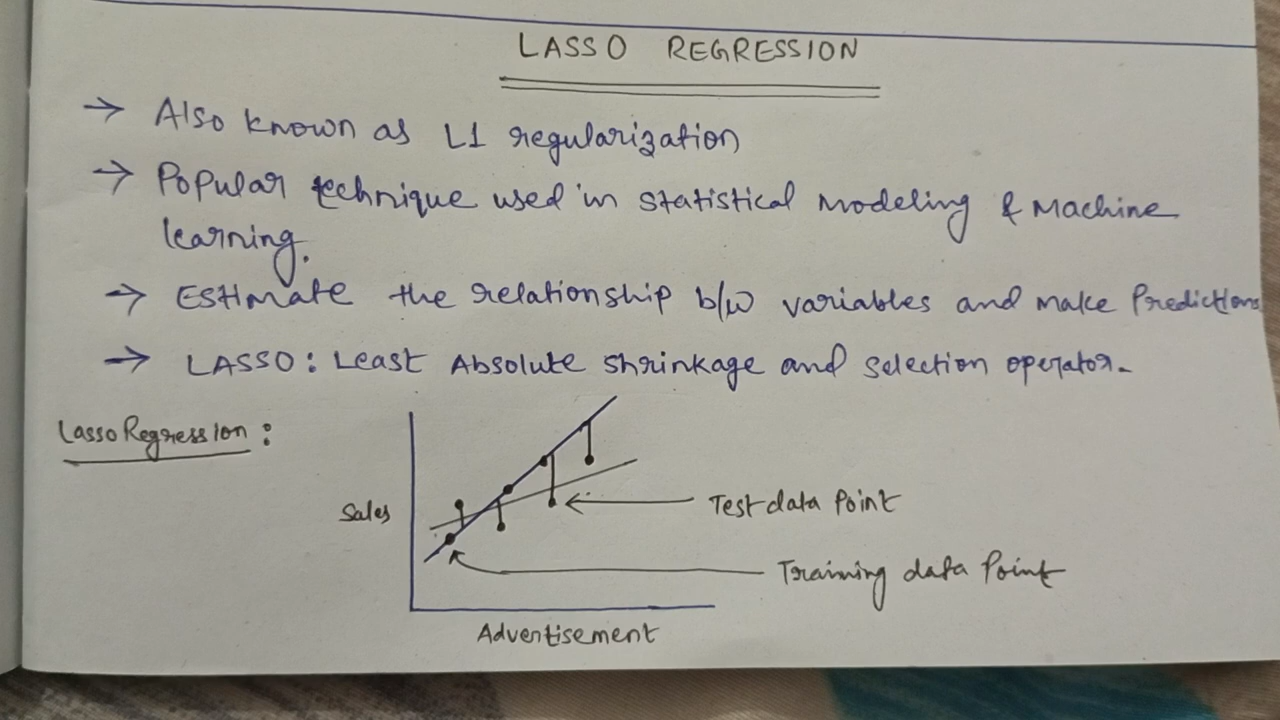 LASSO REGRESSION
→ Also known as L1 regularization
→ Popular technique used in statistical modeling & Machine
learning.
→ Estimate the relationship b/w variables and make Predictions
→ LASSO : Least Absolute shrinkage and selection operator.
Lasso Regression :
Sales
Test data Point
Training data Point
Advertisement